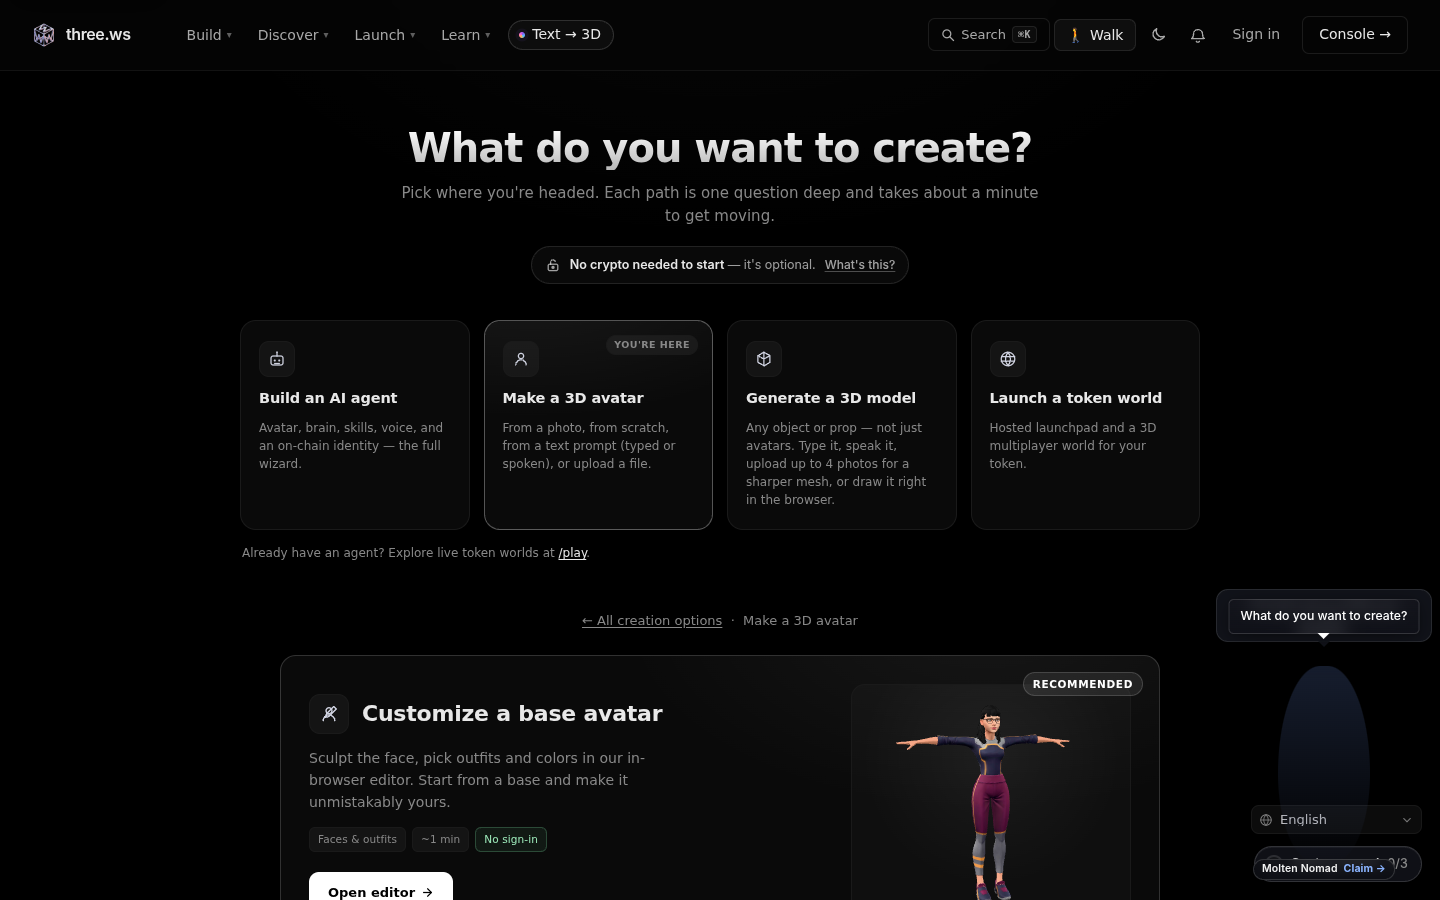 three.ws
Build ▾
Discover ▾
Launch ▾
Learn ▾
Text → 3D
Search ⌘K
Walk
Sign in
Console →
What do you want to create?
Pick where you're headed. Each path is one question deep and takes about a minute
to get moving.
No crypto needed to start — it's optional. What's this?
Build an AI agent
Avatar, brain, skills, voice, and
an on-chain identity — the full
wizard.
YOU'RE HERE
Make a 3D avatar
From a photo, from scratch,
from a text prompt (typed or
spoken), or upload a file.
Generate a 3D model
Any object or prop — not just
avatars. Type it, speak it,
upload up to 4 photos for a
sharper mesh, or draw it right
in the browser.
Launch a token world
Hosted launchpad and a 3D
multiplayer world for your
token.
Already have an agent? Explore live token worlds at /play.
← All creation options · Make a 3D avatar
RECOMMENDED
Customize a base avatar
Sculpt the face, pick outfits and colors in our in-
browser editor. Start from a base and make it
unmistakably yours.
Faces & outfits
~1 min
No sign-in
Open editor →
What do you want to create?
English
/3
Molten Nomad Claim →